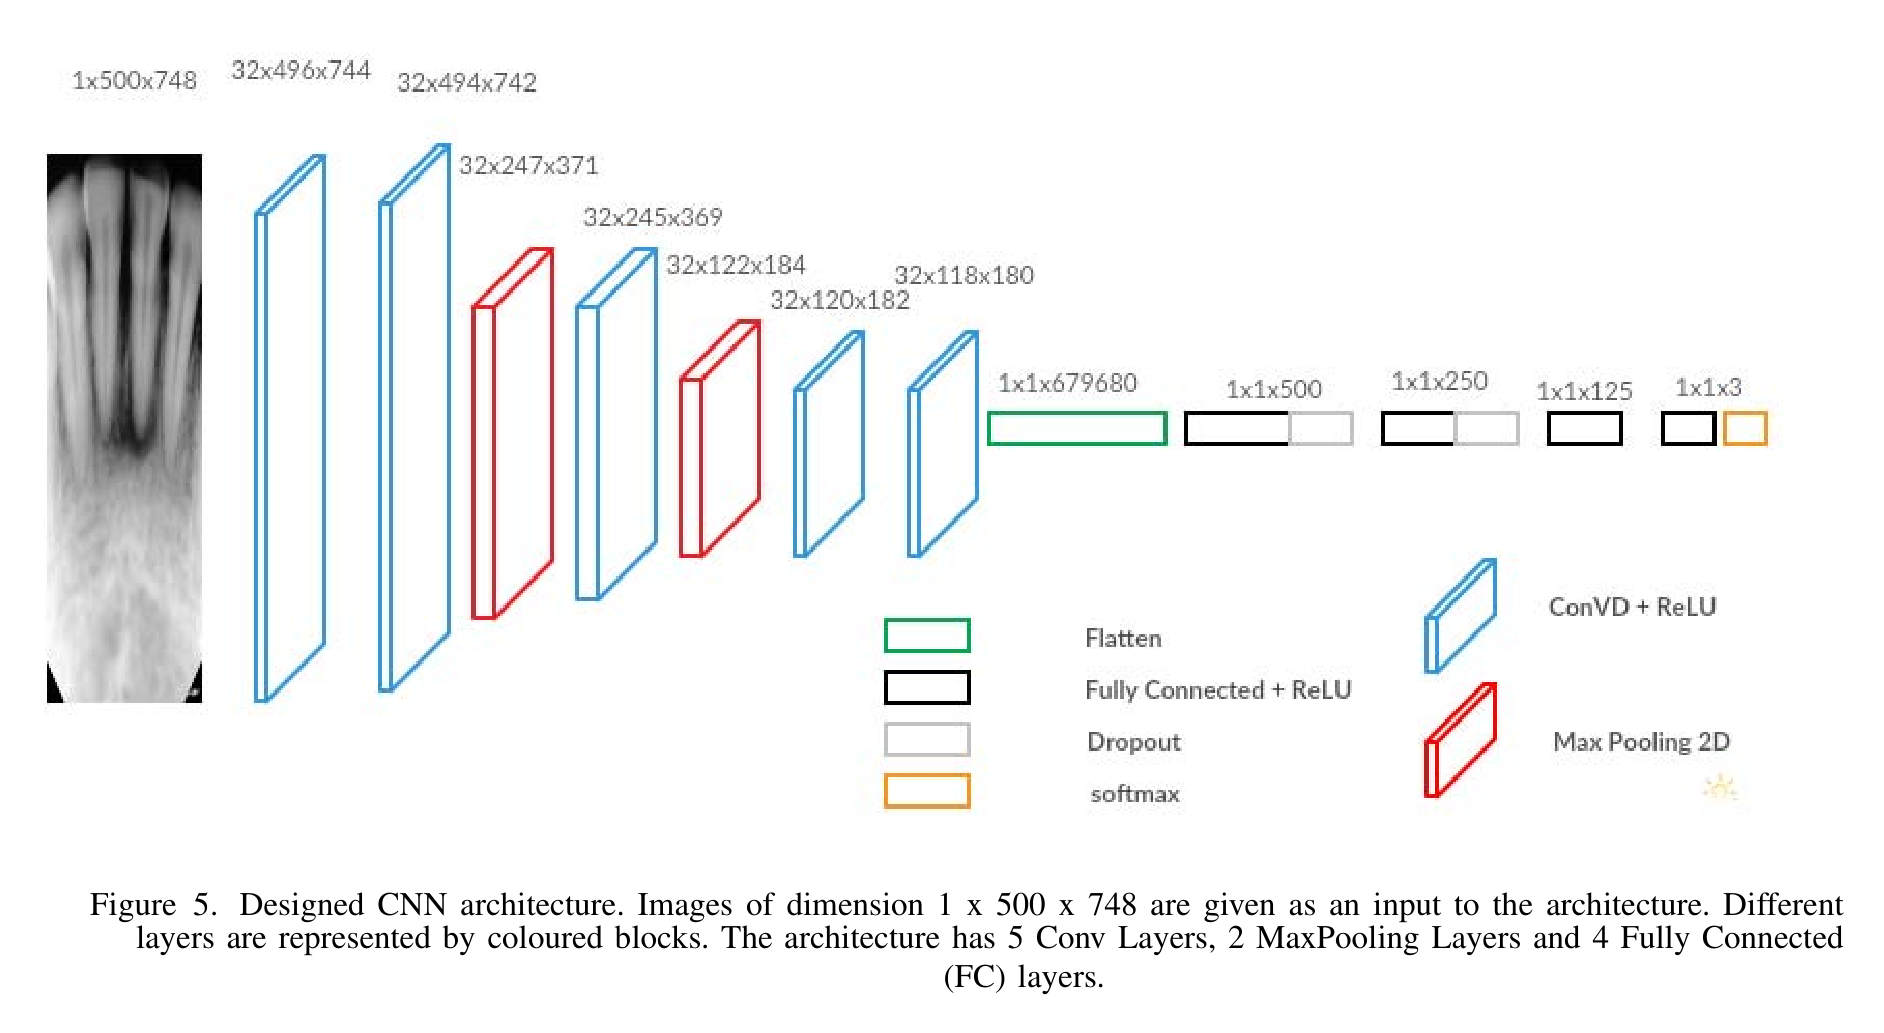 1x500x748
32x496x744
32x494x742
32x247x371
32x245x369
32x122x184
32x120x182
32x118x180
1x1x679680
1x1x500
1x1x250
1x1x125
1x1x3
Flatten
Fully Connected + ReLU
Dropout
softmax
ConVD + ReLU
Max Pooling 2D
Figure 5. Designed CNN architecture. Images of dimension 1 x 500 x 748 are given as an input to the architecture. Different
layers are represented by coloured blocks. The architecture has 5 Conv Layers, 2 MaxPooling Layers and 4 Fully Connected
(FC) layers.